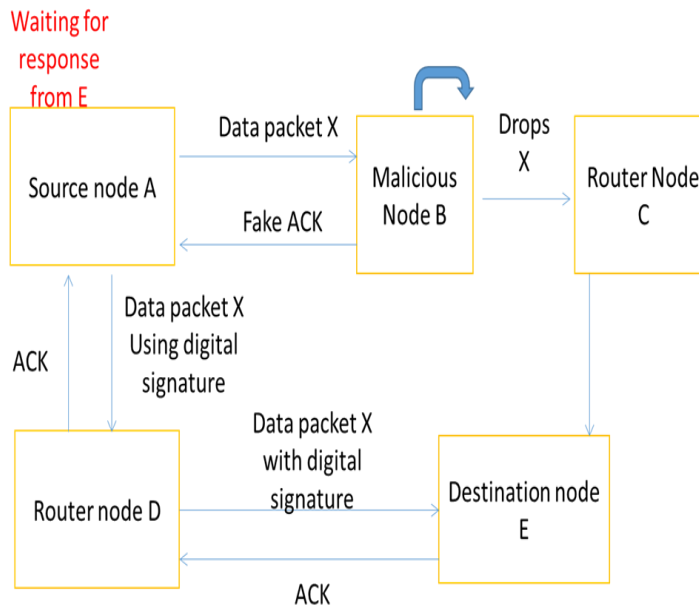 Waiting for
response
from E
Data packet X
Drops
X
Source node A
Malicious
Node B
Router Node
C
Fake ACK
Data packet X
Using digital
signature
ACK
Data packet X
with digital
signature
Router node D
Destination node
E
ACK